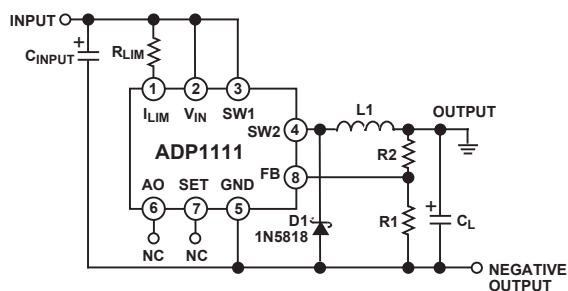 INPUT
CINPUT
RLIM
1
2
3
ILIM
VIN
SW1
L1
OUTPUT
SW2
4
R2
ADP1111
FB
8
AO
SET
GND
6
7
5
D1
1N5818
R1
CL
NC
NC
NEGATIVE
OUTPUT